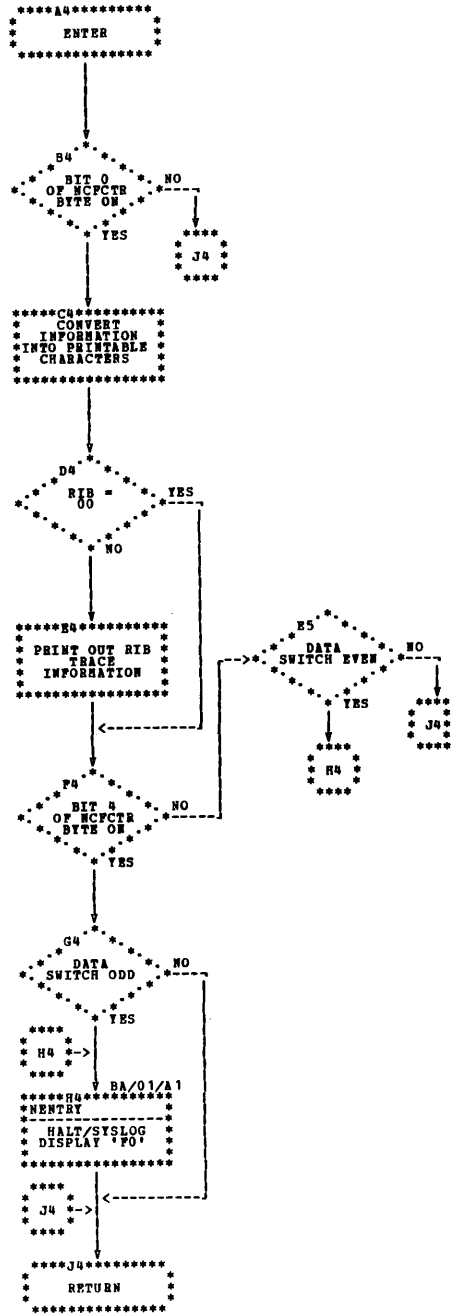 A4
ENTER
B4
BIT 0
OF NCFCTR
BYTE ON
NO
YES
J4
C4
CONVERT
INFORMATION
INTO PRINTABLE
CHARACTERS
D4
RIB =
00
YES
NO
E4
PRINT OUT RIB
TRACE
INFORMATION
E5
DATA
SWITCH EVEN
NO
YES
J4
H4
F4
BIT 4
OF NCFCTR
BYTE ON
NO
YES
G4
DATA
SWITCH ODD
NO
YES
H4
BA/01/A1
H4
NENTRY
HALT/SYSLOG
DISPLAY 'F0'
J4
J4
RETURN